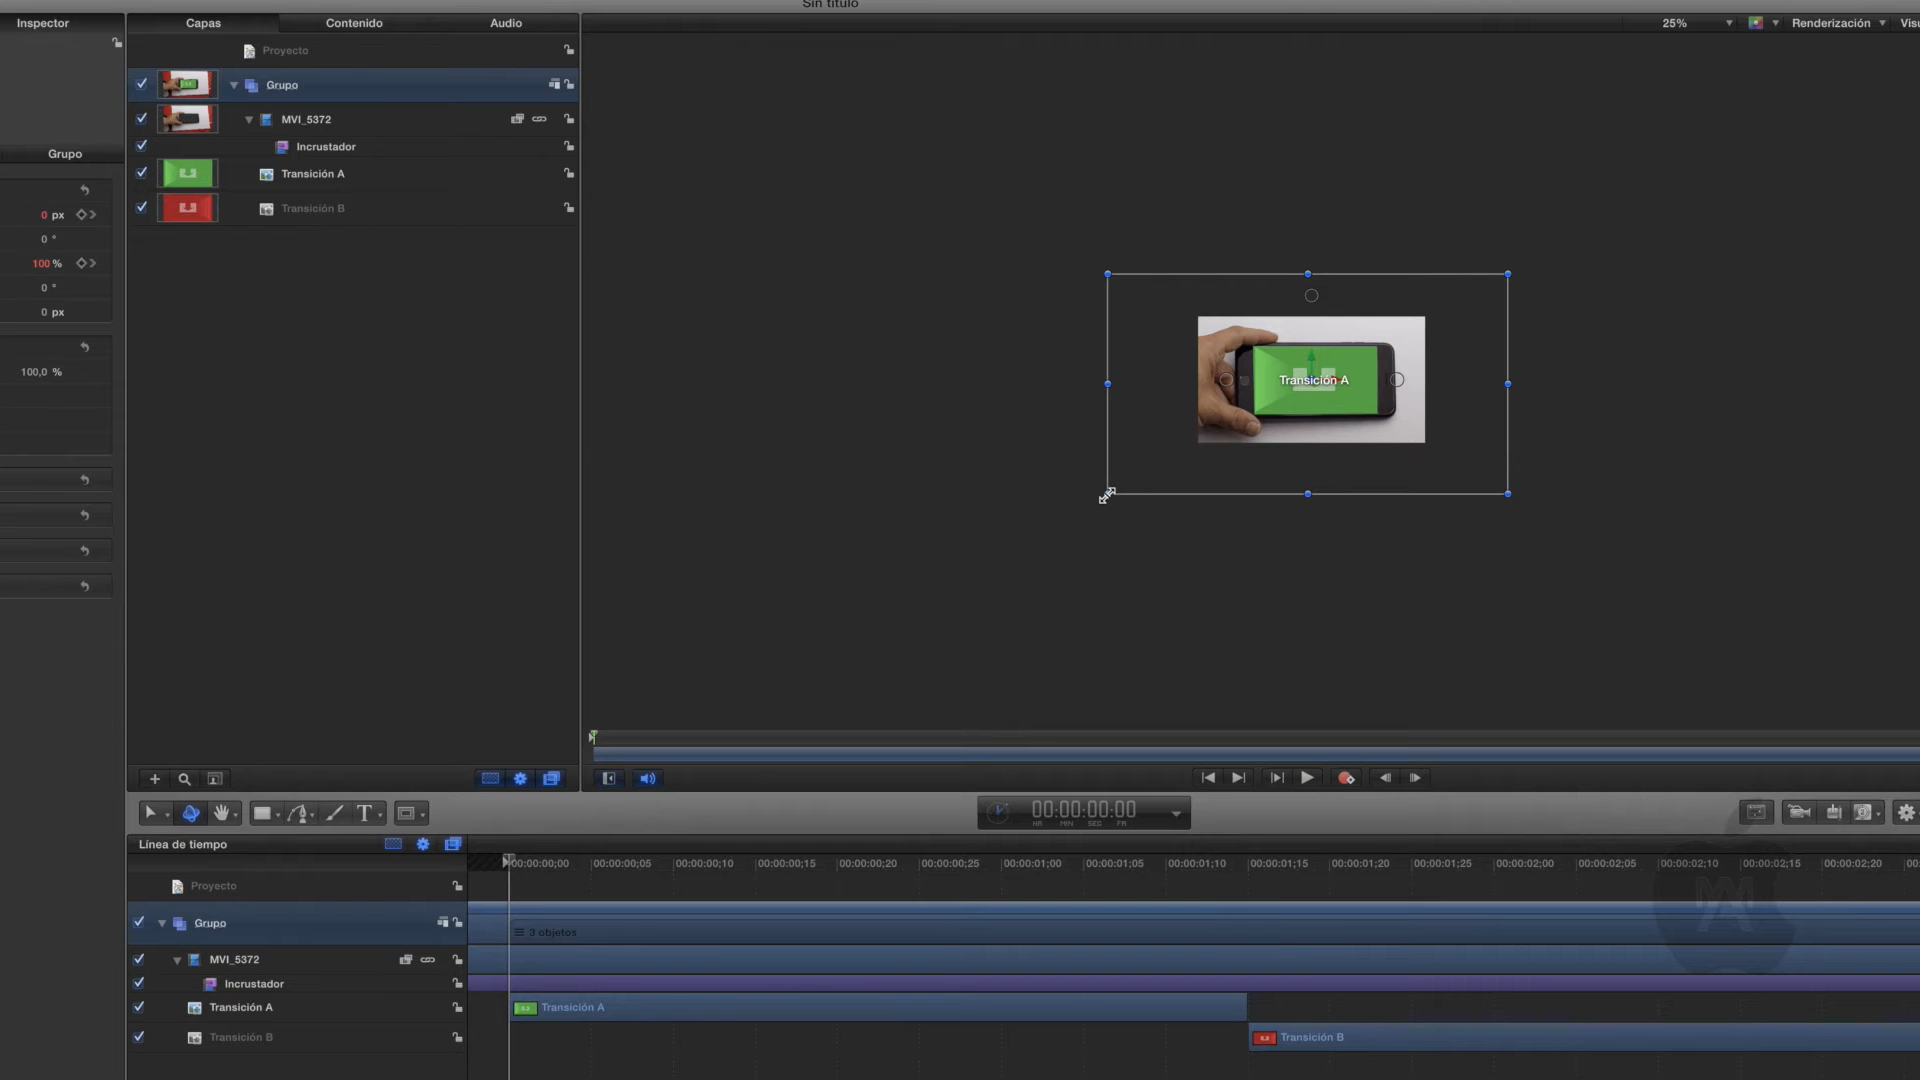 Sin título
Inspector
Capas
Contenido
Audio
25%
Renderización
Proyecto
Grupo
MVI_5372
Incrustador
Transición A
Transición B
Grupo
0 px
0 °
100 %
0 °
0 px
100,0 %
Transición A
00:00:00:00
HR MIN SEC FR
T
Línea de tiempo
00:00:00;00
00:00:00;05
00:00:00;10
00:00:00;15
00:00:00;20
00:00:00;25
00:00:01;00
00:00:01;05
00:00:01;10
00:00:01;15
00:00:01;20
00:00:01;25
00:00:02;00
00:00:02;05
00:00:02;10
00:00:02;15
00:00:02;20
Proyecto
Grupo
3 objetos
MVI_5372
Incrustador
Transición A
Transición A
Transición B
Transición B